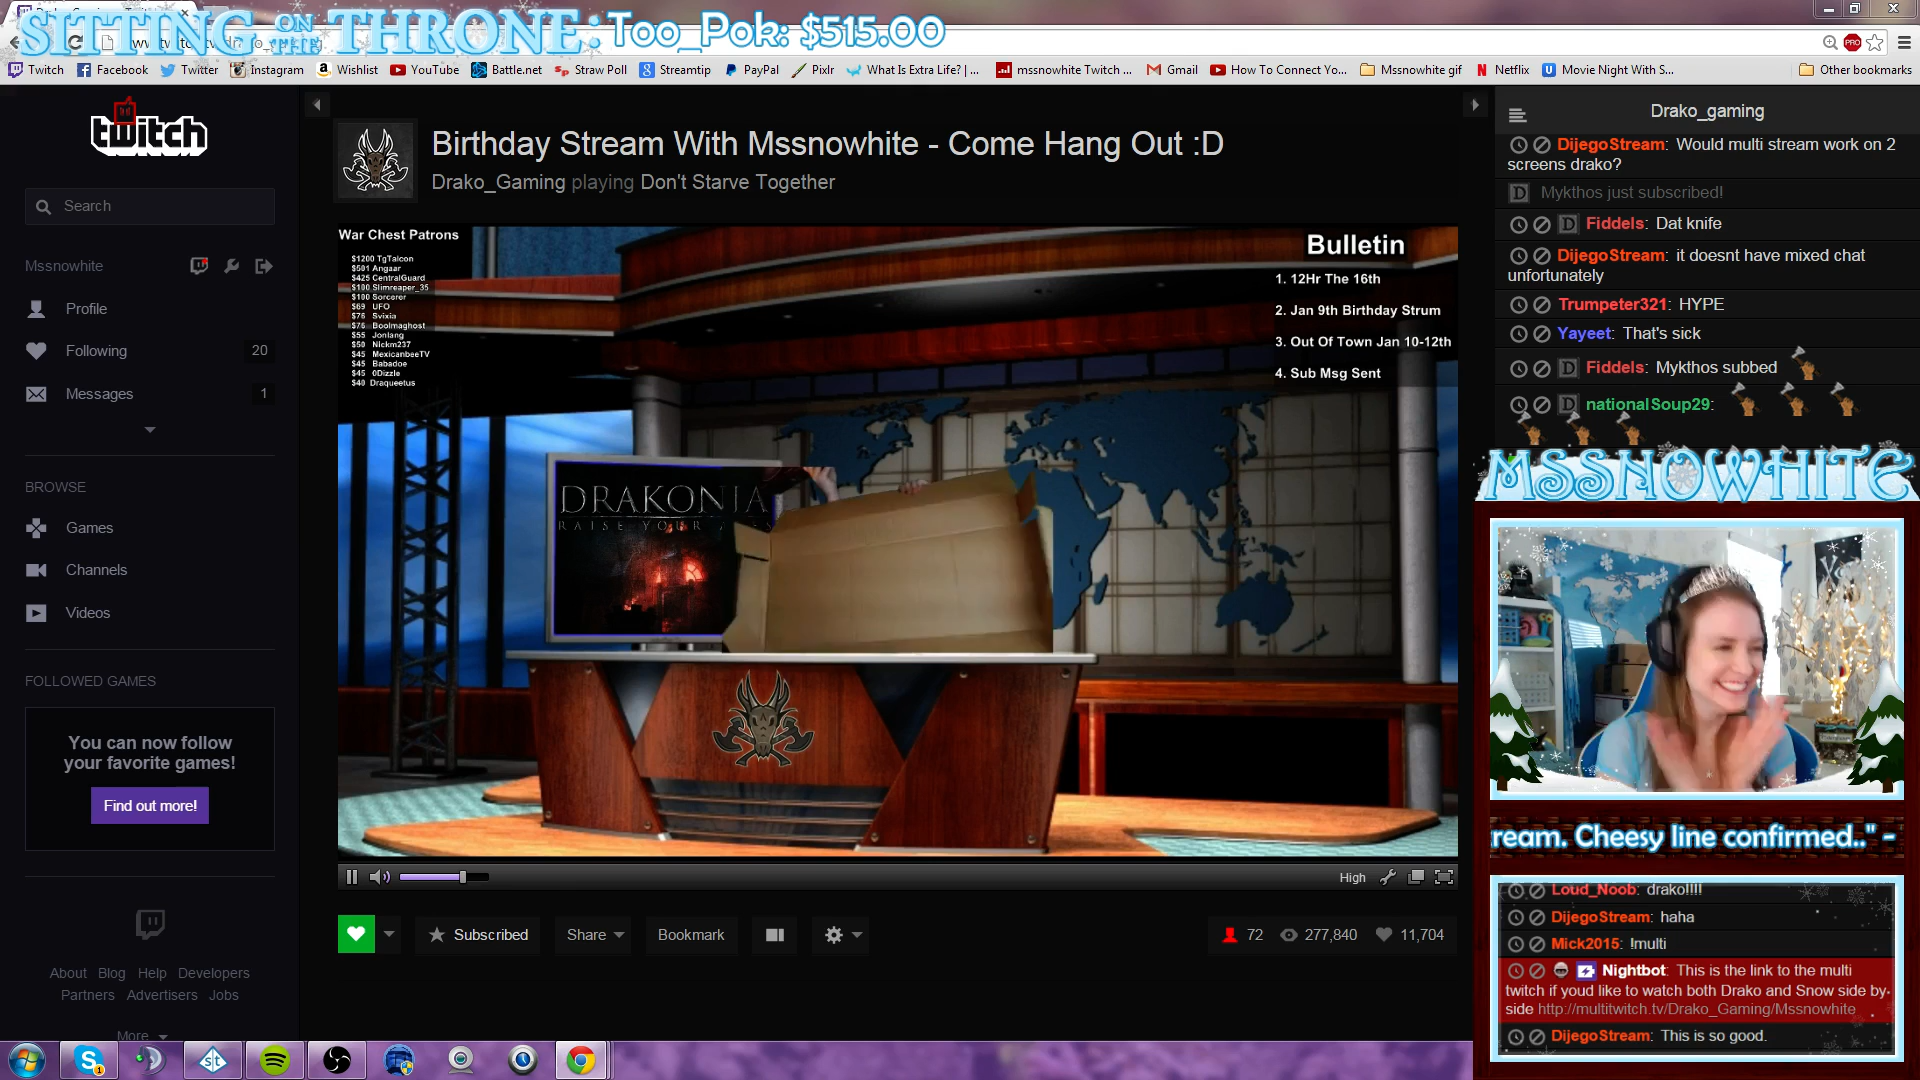 SITTING ON THE THRONE: Too_Pok: $515.00
Twitch
Facebook
Twitter
Instagram
Wishlist
YouTube
Battle.net
Straw Poll
Streamtip
PayPal
Pixlr
What Is Extra Life? | ...
mssnowhite Twitch ...
Gmail
How To Connect Yo...
Mssnowhite gif
Netflix
Movie Night With S...
Other bookmarks
twitch
Search
Mssnowhite
Profile
Following 20
Messages 1
BROWSE
Games
Channels
Videos
FOLLOWED GAMES
You can now follow
your favorite games!
Find out more!
About Blog Help Developers
Partners Advertisers Jobs
More
Birthday Stream With Mssnowhite - Come Hang Out :D
Drako_Gaming playing Don't Starve Together
War Chest Patrons
$1200 TgTalcon
$501 Angaar
$425 CentralGuard
$100 Slimreaper_35
$100 Sorcerer
$69 UFO
$76 Svixia
$76 Boolmaghost
$55 Jonlang
$50 Nickm237
$45 MexicanbeeTV
$45 Babadoe
$45 0Dizzle
$40 Draqueetus
Bulletin
1. 12Hr The 16th
2. Jan 9th Birthday Strum
3. Out Of Town Jan 10-12th
4. Sub Msg Sent
DRAKONIA
RAISE YOUR
High
Subscribed
Share
Bookmark
72
277,840
11,704
Drako_gaming
DijegoStream: Would multi stream work on 2
screens drako?
Mykthos just subscribed!
Fiddels: Dat knife
DijegoStream: it doesnt have mixed chat
unfortunately
Trumpeter321: HYPE
Yayeet: That's sick
Fiddels: Mykthos subbed
nationalSoup29:
MSSNOWHITE
ream. Cheesy line confirmed.." -
Loud_Noob: drako!!!!
DijegoStream: haha
Mick2015: !multi
Nightbot: This is the link to the multi
twitch if youd like to watch both Drako and Snow side by
side http://multitwitch.tv/Drako_Gaming/Mssnowhite
DijegoStream: This is so good.